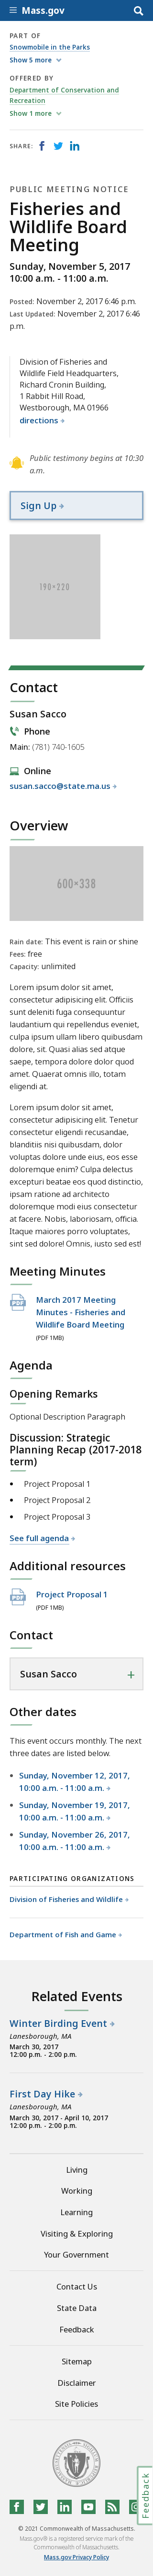 Mass.gov
PART OF
Snowmobile in the Parks
Show 5 more
OFFERED BY
Department of Conservation and
Recreation
Show 1 more
SHARE:
PUBLIC MEETING NOTICE
Fisheries and
Wildlife Board
Meeting
Sunday, November 5, 2017
10:00 a.m. - 11:00 a.m.
Posted: November 2, 2017 6:46 p.m.
Last Updated: November 2, 2017 6:46
p.m.
Division of Fisheries and
Wildlife Field Headquarters,
Richard Cronin Building,
1 Rabbit Hill Road,
Westborough, MA 01966
directions
Public testimony begins at 10:30
a.m.
Sign Up
190×220
Contact
Susan Sacco
Phone
Main: (781) 740-1605
Online
susan.sacco@state.ma.us
Overview
600×338
Rain date: This event is rain or shine
Fees: free
Capacity: unlimited
Lorem ipsum dolor sit amet,
consectetur adipisicing elit. Officiis
sunt deleniti fuga consequuntur
laudantium qui repellendus eveniet,
culpa ipsum ullam, dolore lorem
dolore, ut sit. Quasi alias sed atque
saepe, tempora dolore dolor quod
amet. Quaerat omnis illo, totam
eligendi at.
Lorem ipsum dolor sit amet,
consectetur adipisicing elit. Tenetur
consectetur eligendi recusandae,
blanditiis nisi quibusdam, dolor
voluptas dolore unde eius, eos esse
dolorem enim nemo? Culpa delectus
excepturi beatae eius quod eos optio,
ipsam ratione ad architecto
doloremque modi, eos consectetur
at facere. Nobis, laboriosam, officia.
Itaque maiores porro voluptates,
sint sed dolore! Omnis, iusto sed est!
Meeting Minutes
PDF
March 2017 Meeting
Minutes - Fisheries and
Wildlife Board Meeting
(PDF 1MB)
Agenda
Opening Remarks
Optional Description Paragraph
Discussion: Strategic
Planning Recap (2017-2018
term)
Project Proposal 1
Project Proposal 2
Project Proposal 3
See full agenda
Additional resources
PDF
Project Proposal 1
(PDF 1MB)
Contact
Susan Sacco
Other dates
This event occurs monthly. The next
three dates are listed below.
Sunday, November 12, 2017,
10:00 a.m. - 11:00 a.m.
Sunday, November 19, 2017,
10:00 a.m. - 11:00 a.m.
Sunday, November 26, 2017,
10:00 a.m. - 11:00 a.m.
PARTICIPATING ORGANIZATIONS
Division of Fisheries and Wildlife
Department of Fish and Game
Related Events
Winter Birding Event
Lanesborough, MA
March 30, 2017
12:00 p.m. - 2:00 p.m.
First Day Hike
Lanesborough, MA
March 30, 2017 - April 10, 2017
12:00 p.m. - 2:00 p.m.
Living
Working
Learning
Visiting & Exploring
Your Government
Contact Us
State Data
Feedback
Feedback
Sitemap
Disclaimer
Site Policies
© 2021 Commonwealth of Massachusetts.
Mass.gov® is a registered service mark of the
Commonwealth of Massachusetts.
Mass.gov Privacy Policy